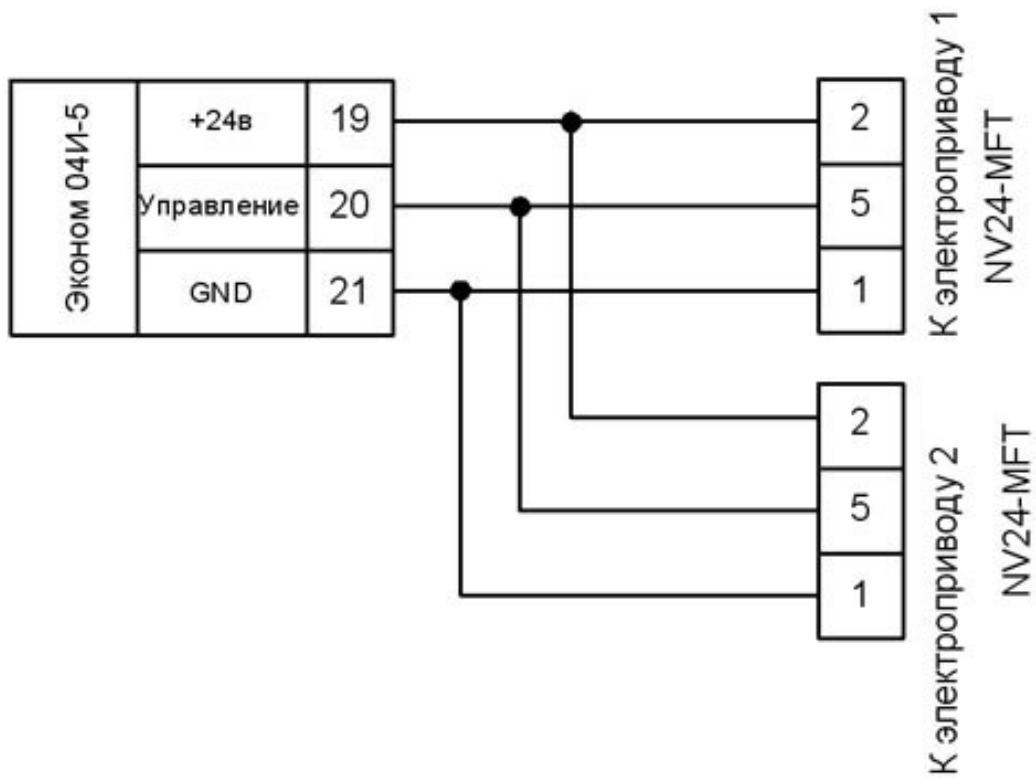 Эконом 04И-5
+24в
19
Управление
20
GND
21
2
5
1
К электроприводу 1
NV24-MFT
2
5
1
К электроприводу 2
NV24-MFT